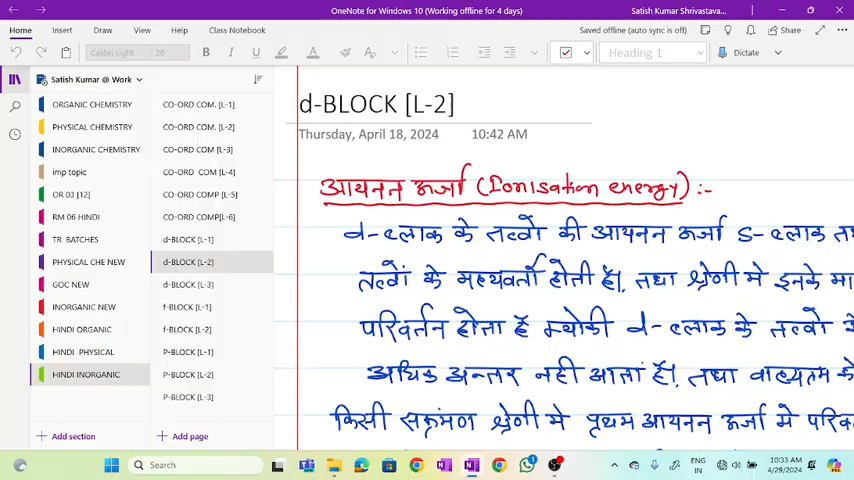 OneNote for Windows 10 (Working offline for 4 days)
Satish Kumar Shrivastava...
Home Insert Draw View Help Class Notebook
Saved offline (auto sync is off) Share
Calibri Light 20 B I U A Heading 1 Dictate
Satish Kumar @ Work
ORGANIC CHEMISTRY
PHYSICAL CHEMISTRY
INORGANIC CHEMISTRY
imp topic
OR 03 [12]
RM 06 HINDI
TR BATCHES
PHYSICAL CHE NEW
GOC NEW
INORGANIC NEW
HINDI ORGANIC
HINDI PHYSICAL
HINDI INORGANIC
Add section
CO-ORD COM. [L-1]
CO-ORD COM. [L-2]
CO-ORD COM [L-3]
CO-ORD COM [L-4]
CO-ORD COMP [L-5]
CO-ORD COMP[L-6]
d-BLOCK [L-1]
d-BLOCK [L-2]
d-BLOCK [L-3]
f-BLOCK [L-1]
f-BLOCK [L-2]
P-BLOCK [L-1]
P-BLOCK [L-2]
P-BLOCK [L-3]
Add page
d-BLOCK [L-2]
Thursday, April 18, 2024 10:42 AM
आयनन ऊर्जा (Ionisation energy) :-
d-ब्लाक के तत्वो की आयनन ऊर्जा S-ब्लाक
तत्वों के मध्यवर्ती होती है। तथा श्रेणी मे इनके
परिवर्तन होता है क्योकी d-ब्लाक के तत्वो
अधिक अन्तर नही आता है। तथा वाह्यतम
किसी सक्रंमण श्रेणी मे प्रथम आयनन ऊर्जा मे
Search
ENG
IN
10:33 AM
4/29/2024